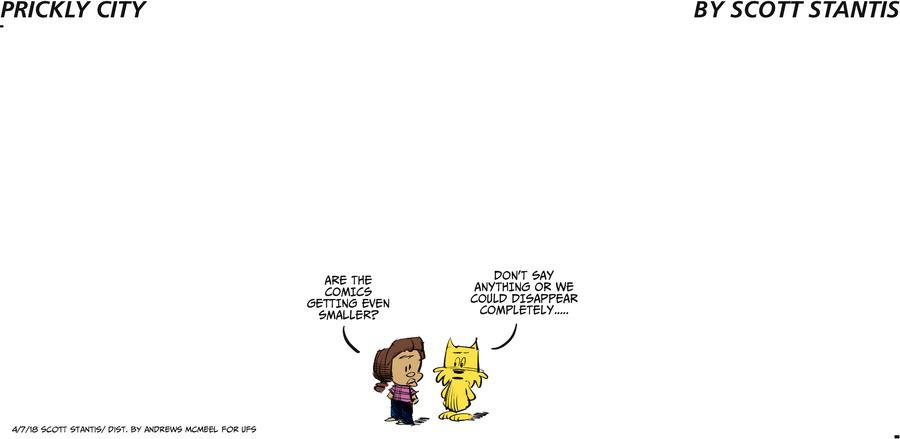 PRICKLY CITY
BY SCOTT STANTIS
ARE THE
COMICS
GETTING EVEN
SMALLER?
DON'T SAY
ANYTHING OR WE
COULD DISAPPEAR
COMPLETELY.....
4/7/18 SCOTT STANTIS/ DIST. BY ANDREWS MCMEEL FOR UFS